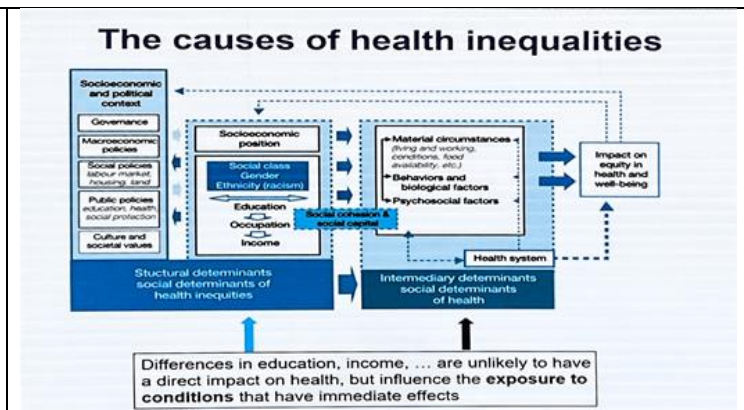 The causes of health inequalities
Socioeconomic
and political
context
Governance
Macroeconomic
policies
Social policies
labour market,
housing, land
Public policies
education, health,
social protection
Culture and
societal values
Socioeconomic
position
Social class
Gender
Ethnicity (racism)
Education
Occupation
Income
Social cohesion &
social capital
Material circumstances
(living and working,
conditions, food
availability, etc.)
Behaviors and
biological factors
Psychosocial factors
Health system
Impact on
equity in
health and
well-being
Stuctural determinants
social determinants of
health inequities
Intermediary determinants
social determinants
of health
Differences in education, income, ... are unlikely to have
a direct impact on health, but influence the exposure to
conditions that have immediate effects